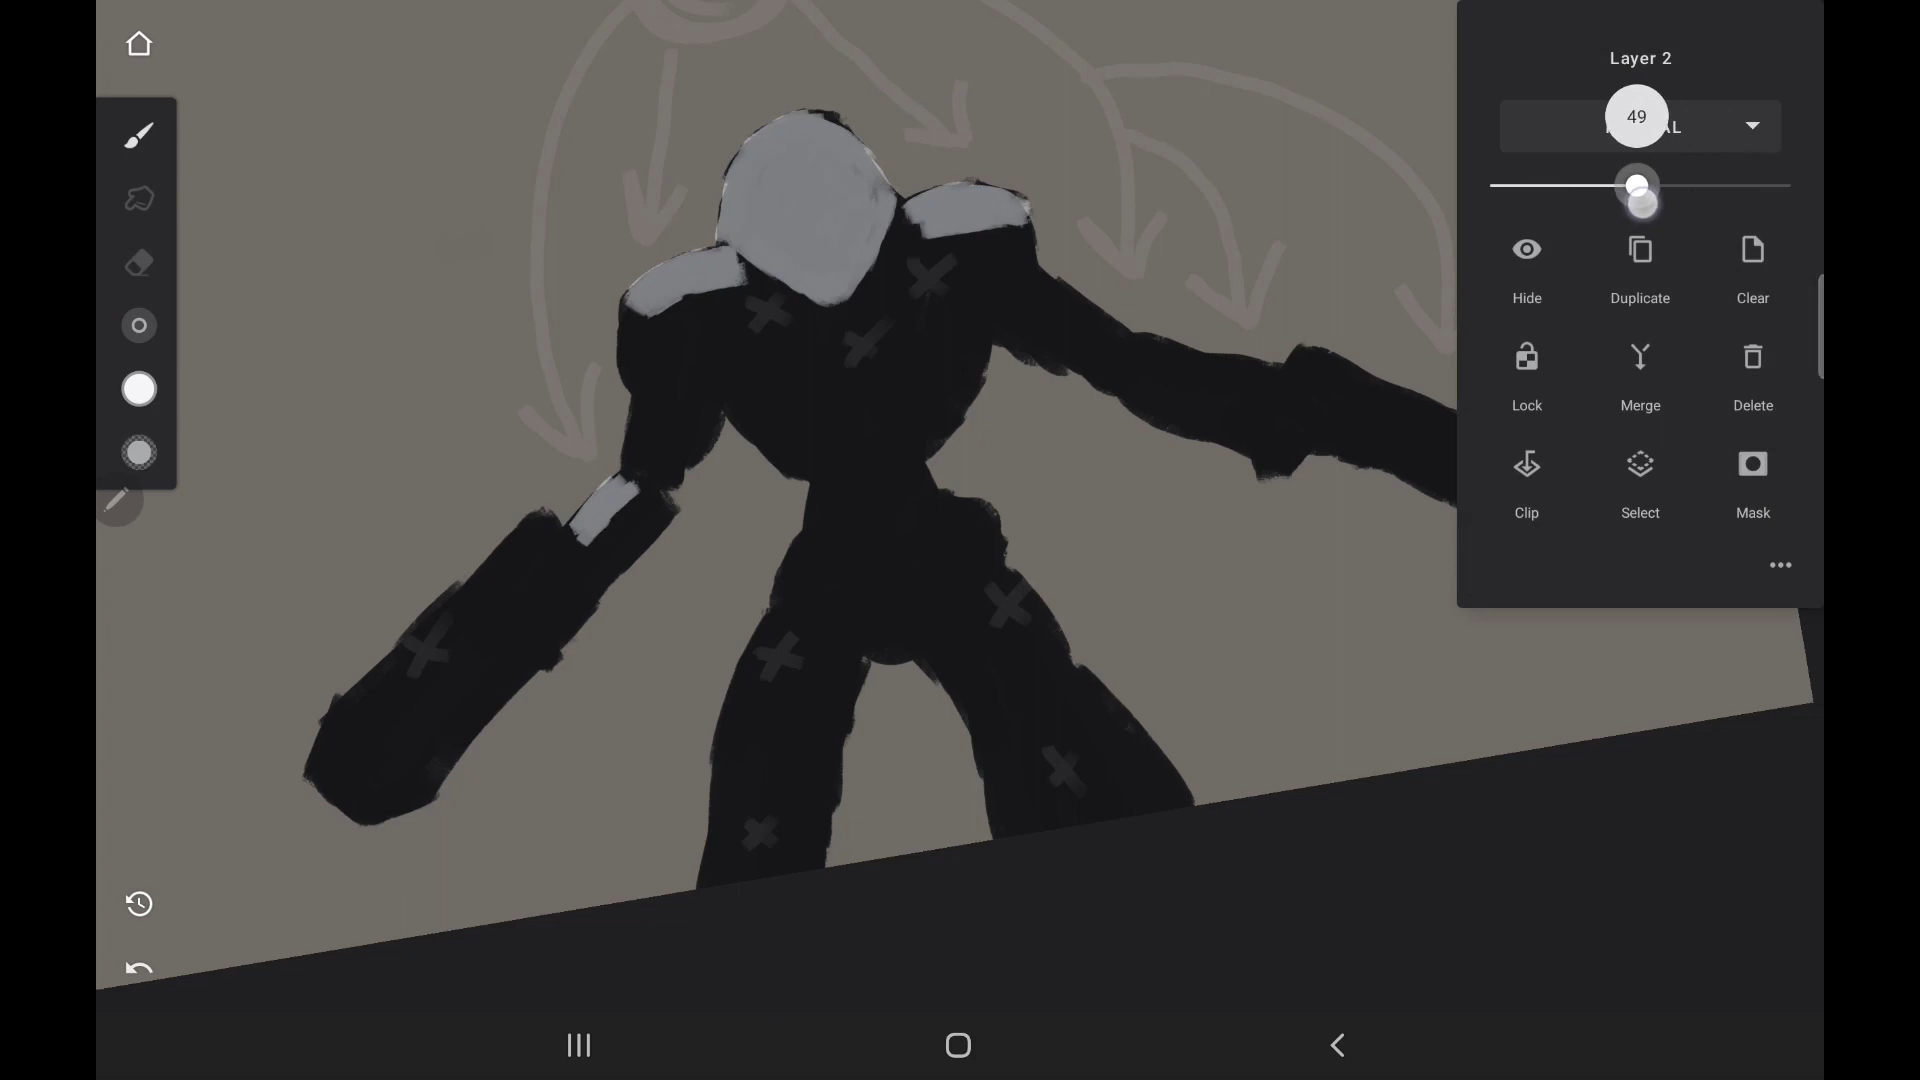 Layer 2
49
Hide Duplicate Clear
Lock Merge Delete
Clip Select Mask